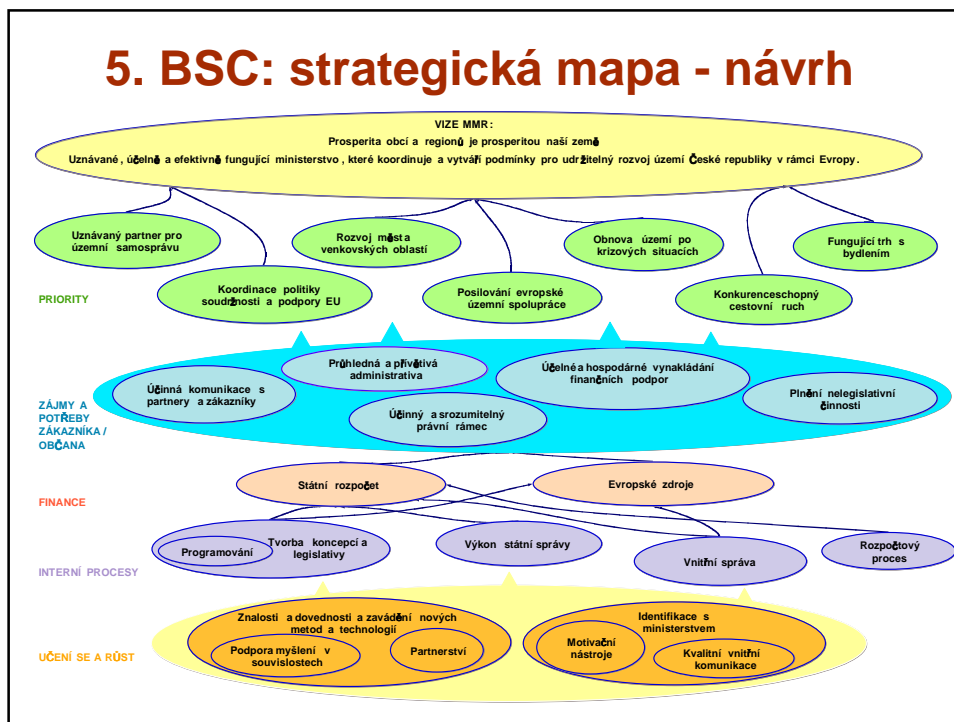 5. BSC: strategická mapa - návrh
VIZE MMR:
Prosperita obcí a regionů je prosperitou naší země
Uznávané, účelně a efektivně fungující ministerstvo, které koordinuje a vytváří podmínky pro udržitelný rozvoj území České republiky v rámci Evropy.
Uznávaný partner pro
územní samosprávu
Rozvoj měst a
venkovských oblastí
Obnova území po
krizových situacích
Fungující trh s
bydlením
PRIORITY
Koordinace politiky
soudržnosti a podpory EU
Posilování evropské
územní spolupráce
Konkurenceschopný
cestovní ruch
ZÁJMY A
POTŘEBY
ZÁKAZNÍKA /
OBČANA
Účinná komunikace s
partnery a zákazníky
Průhledná a přívětivá
administrativa
Účelné a hospodárné vynakládání
finančních podpor
Plnění nelegislativní
činnosti
Účinný a srozumitelný
právní rámec
FINANCE
Státní rozpočet
Evropské zdroje
INTERNÍ PROCESY
Programování
Tvorba koncepcí a
legislativy
Výkon státní správy
Vnitřní správa
Rozpočtový
proces
UČENÍ SE A RŮST
Znalosti a dovednosti a zavádění nových
metod a technologií
Podpora myšlení v
souvislostech
Partnerství
Identifikace s
ministerstvem
Motivační
nástroje
Kvalitní vnitřní
komunikace